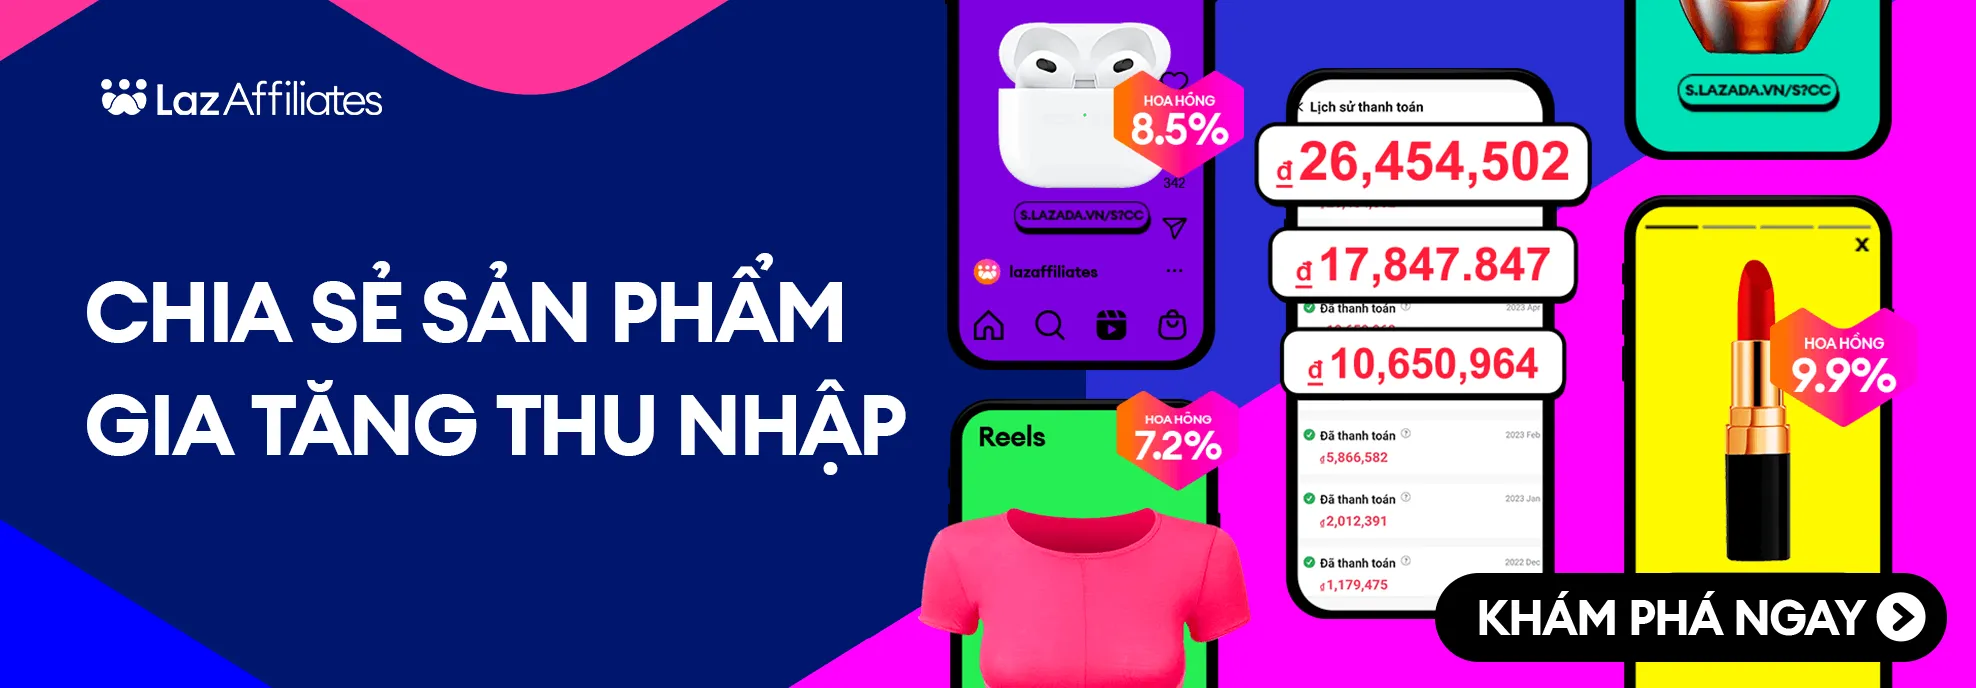 LazAffiliates
CHIA SẺ SẢN PHẨM
GIA TĂNG THU NHẬP
HOA HỒNG
8.5%
342
S.LAZADA.VN/S?CC
lazaffiliates
Reels
HOA HỒNG
7.2%
Lịch sử thanh toán
đ 26,454,502
đ 17,847.847
Đã thanh toán 2023 Apr
đ 10,650,964
Đã thanh toán 2023 Feb
đ5,866,582
Đã thanh toán 2023 Jan
đ2,012,391
Đã thanh toán 2022 Dec
đ1,179,475
S.LAZADA.VN/S?CC
X
HOA HỒNG
9.9%
KHÁM PHÁ NGAY